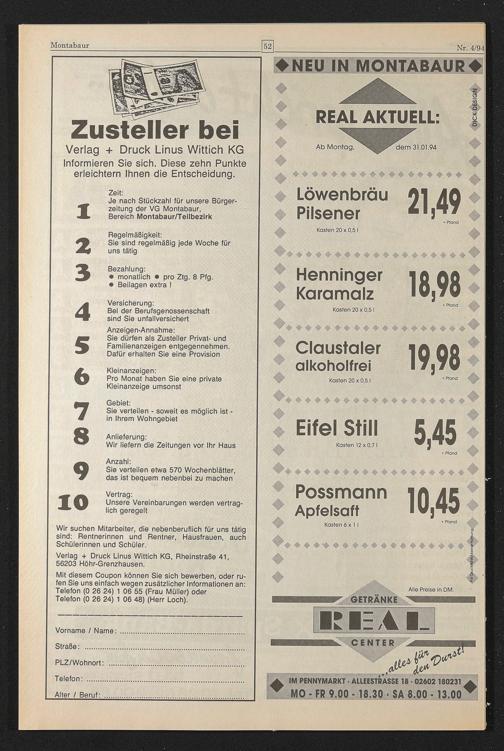 Montabaur
52
Nr. 4/94
Zusteller bei
Verlag + Druck Linus Wittich KG
Informieren Sie sich. Diese zehn Punkte
erleichtern Ihnen die Entscheidung.
1
Zeit:
Je nach Stückzahl für unsere Bürger-
zeitung der VG Montabaur,
Bereich Montabaur/Teilbezirk
2
Regelmäßigkeit:
Sie sind regelmäßig jede Woche für
uns tätig
3
Bezahlung:
● monatlich ● pro Ztg. 8 Pfg.
● Beilagen extra !
4
Versicherung:
Bei der Berufsgenossenschaft
sind Sie unfallversichert
5
Anzeigen-Annahme:
Sie dürfen als Zusteller Privat- und
Familienanzeigen entgegennehmen.
Dafür erhalten Sie eine Provision
6
Kleinanzeigen:
Pro Monat haben Sie eine private
Kleinanzeige umsonst
7
Gebiet:
Sie verteilen - soweit es möglich ist -
in Ihrem Wohngebiet
8
Anlieferung:
Wir liefern die Zeitungen vor Ihr Haus
9
Anzahl:
Sie verteilen etwa 570 Wochenblätter,
das ist bequem nebenbei zu machen
10
Vertrag:
Unsere Vereinbarungen werden vertrag-
lich geregelt
Wir suchen Mitarbeiter, die nebenberuflich für uns tätig
sind: Rentnerinnen und Rentner, Hausfrauen, auch
Schülerinnen und Schüler.
Verlag + Druck Linus Wittich KG, Rheinstraße 41,
56203 Höhr-Grenzhausen.
Mit diesem Coupon können Sie sich bewerben, oder ru-
fen Sie uns einfach wegen zusätzlicher Informationen an:
Telefon (0 26 24) 1 06 55 (Frau Müller) oder
Telefon (0 26 24) 1 06 48) (Herr Loch).
Vorname / Name:
Straße:
PLZ/Wohnort:
Telefon:
Alter / Beruf:
NEU IN MONTABAUR
REAL AKTUELL:
Ab Montag, dem 31.01.94
DICK DESIGN
Löwenbräu
Pilsener
Kasten 20 x 0,5 l
21,49
+ Pfand
Henninger
Karamalz
Kasten 20 x 0,5 l
18,98
+ Pfand
Claustaler
alkoholfrei
Kasten 20 x 0,5 l
19,98
+ Pfand
Eifel Still
Kasten 12 x 0,7 l
5,45
+ Pfand
Possmann
Apfelsaft
Kasten 6 x 1 l
10,45
+ Pfand
Alle Preise in DM.
GETRÄNKE
REAL
CENTER
...alles für
den Durst!
IM PENNYMARKT · ALLEESTRASSE 18 · 02602 180231
MO - FR 9.00 - 18.30 · SA 8.00 - 13.00